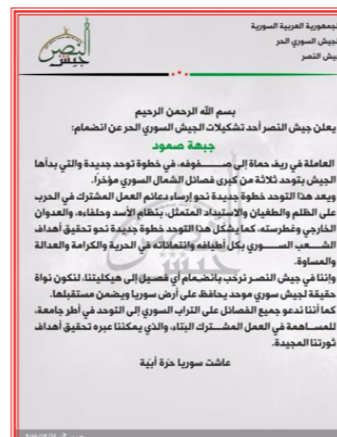 الجمهورية العربية السورية
الجيش السوري الحر
جيش النصر
النصر
جيش
بسم الله الرحمن الرحيم
يعلن جيش النصر أحد تشكيلات الجيش السوري الحر عن انضمام:
جبهة صمود
العاملة في ريف حماة إلى صفوفه، في خطوة توحد جديدة والتي بدأها
الجيش بتوحد ثلاثة من كبرى فصائل الشمال السوري مؤخرًا.
ويعد هذا التوحد خطوة جديدة نحو إرساء دعائم العمل المشترك في الحرب
على الظلم والطغيان والاستبداد المتمثل بنظام الأسد وحلفاءه، والعدوان
الخارجي وغطرسته، كما يشكل هذا التوحد خطوة جديدة نحو تحقيق أهداف
الشعب السوري بكل أطيافه وانتمائاته في الحرية والكرامة والعدالة
والمساوة.
وإننا في جيش النصر نرحب بانضمام أي فصيل إلى هيكليتنا، لنكون نواة
حقيقة لجيش سوري موحد يحافظ على أرض سوريا ويضمن مستقبلها.
كما أننا ندعو جميع الفصائل على التراب السوري إلى التوحد في أطر جامعة،
للمساهمة في العمل المشترك البناء، والذي يمكننا عبره تحقيق أهداف
ثورتنا المجيدة.
عاشت سوريا حرة أبية